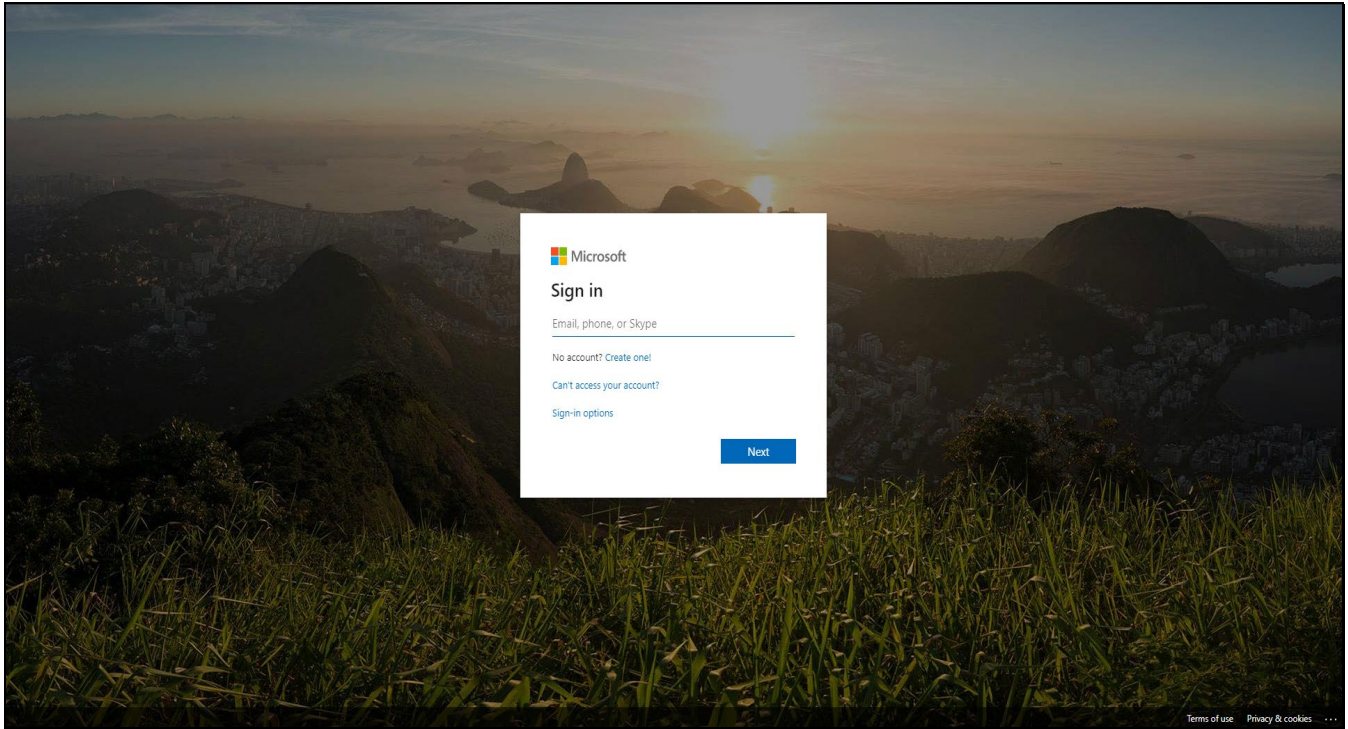 Microsoft
Sign in
Email, phone, or Skype
No account? Create one!
Can't access your account?
Sign-in options
Next
Terms of use Privacy & cookies ...